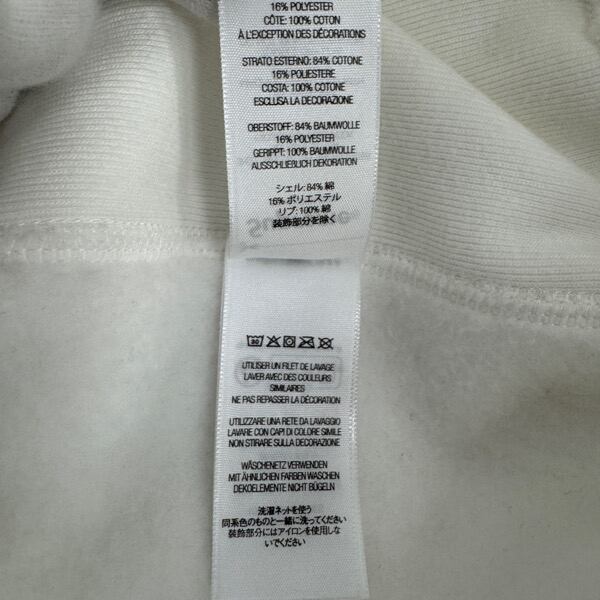 16% POLYESTER
CÔTE: 100% COTON
À L'EXCEPTION DES DÉCORATIONS
STRATO ESTERNO: 84% COTONE
16% POLIESTERE
COSTA: 100% COTONE
ESCLUSA LA DECORAZIONE
OBERSTOFF: 84% BAUMWOLLE
16% POLYESTER
GERIPPT: 100% BAUMWOLLE
AUSSCHLIEBLICH DEKORATION
シェル: 84% 綿
16% ポリエステル
リブ: 100% 綿
装飾部分を除く
30
UTILISER UN FILET DE LAVAGE
LAVER AVEC DES COULEURS
SIMILAIRES
NE PAS REPASSER LA DÉCORATION
UTILIZZARE UNA RETE DA LAVAGGIO
LAVARE CON CAPI DI COLORE SIMILE
NON STIRARE SULLA DECORAZIONE
WÄSCHENETZ VERWENDEN
MIT ÄHNLICHEN FARBEN WASCHEN
DEKOELEMENTE NICHT BÜGELN
洗濯ネットを使う
同系色のものと一緒に洗ってください
装飾部分にはアイロンを使用しな
いでください